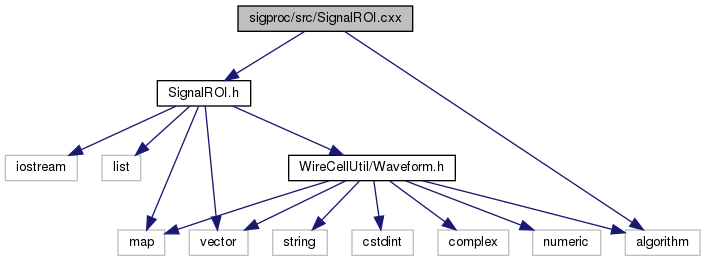 sigproc/src/SignalROI.cxx
SignalROI.h
iostream
list
WireCellUtil/Waveform.h
map
vector
string
cstdint
complex
numeric
algorithm